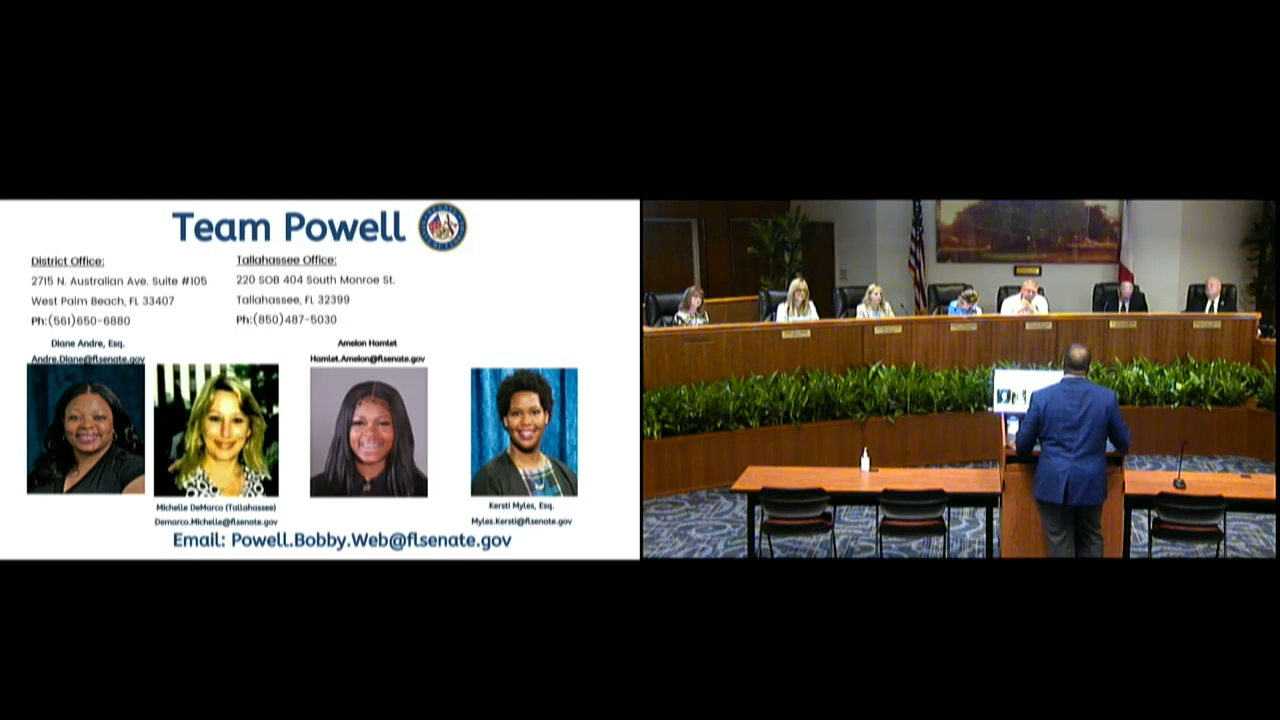 Team Powell
District Office:
2715 N. Australian Ave. Suite #105
West Palm Beach, FL 33407
Ph:(561)650-6880
Tallahassee Office:
220 SOB 404 South Monroe St.
Tallahassee, FL 32399
Ph:(850)487-5030
Diane Andre, Esq.
Andre.Diane@flsenate.gov
Amelon Hamlet
Hamlet.Amelon@flsenate.gov
Michelle DeMarco (Tallahassee)
Demarco.Michelle@flsenate.gov
Kersti Myles, Esq.
Myles.Kersti@flsenate.gov
Email: Powell.Bobby.Web@flsenate.gov